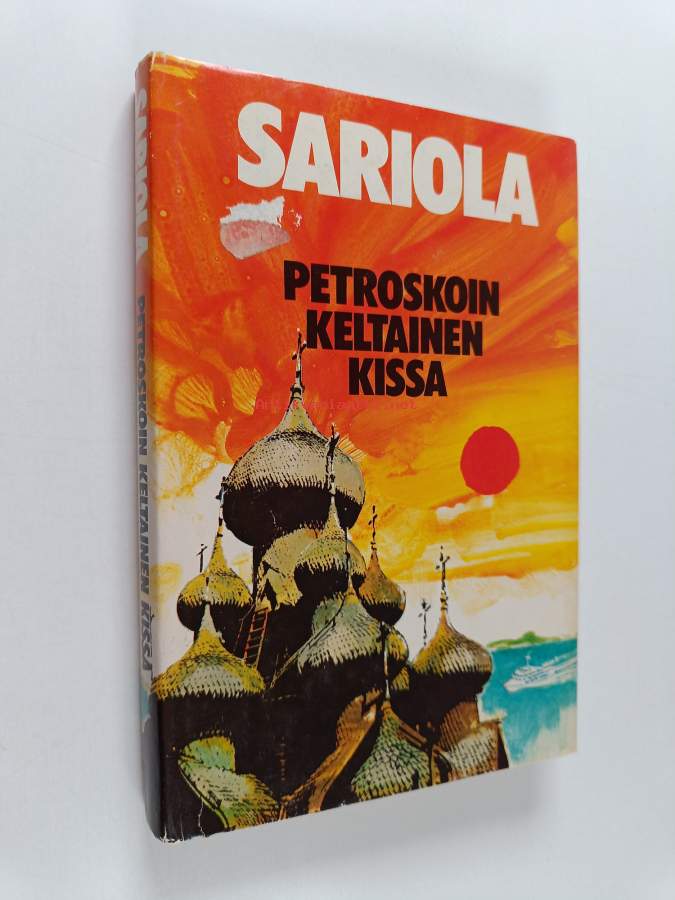 SARIOLA
PETROSKOIN
KELTAINEN
KISSA
SARIOLA
PETROSKOIN KELTAINEN KISSA